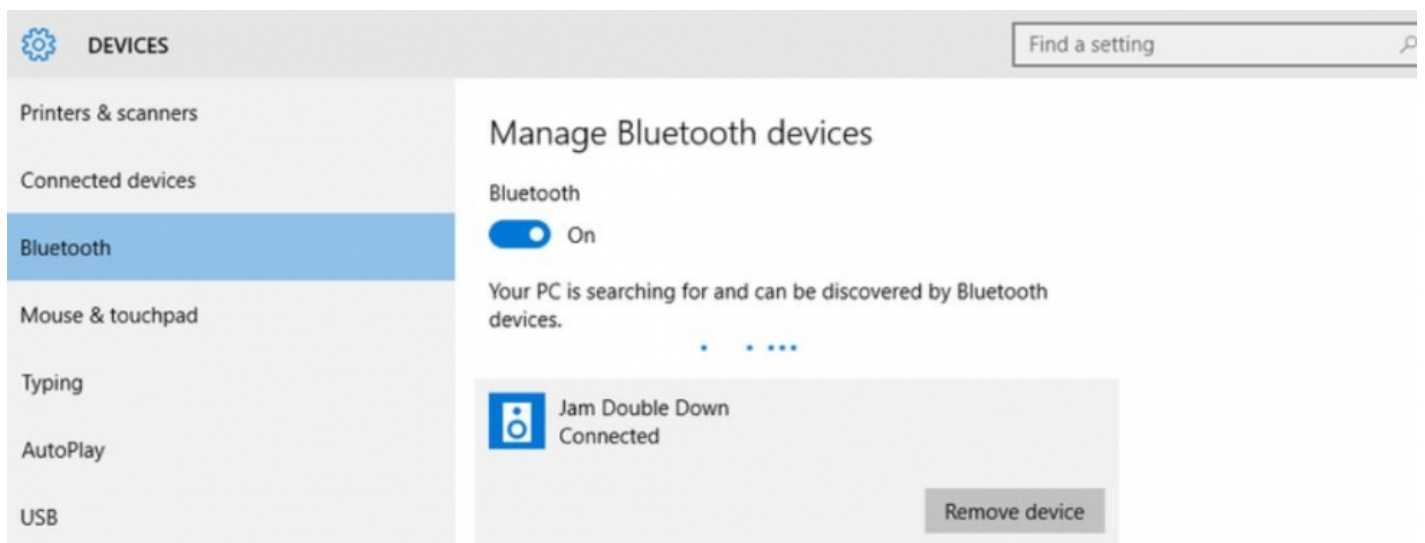 DEVICES
Find a setting
Printers & scanners
Connected devices
Bluetooth
Mouse & touchpad
Typing
AutoPlay
USB
Manage Bluetooth devices
Bluetooth
On
Your PC is searching for and can be discovered by Bluetooth
devices.
Jam Double Down
Connected
Remove device